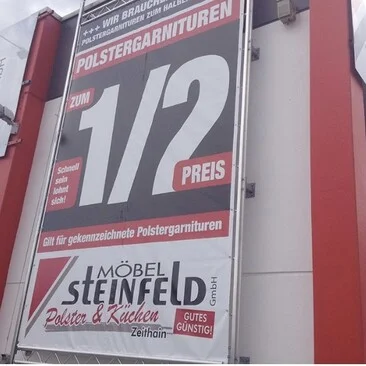 +++ WIR BRAUCHE
POLSTERGARNITUREN ZUM HALBE
POLSTERGARNITUREN
ZUM
1/2
Schnell
sein
lohnt
sich!
PREIS
Gilt für gekennzeichnete Polstergarnituren
MÖBEL
STEINFELD GmbH
Polster & Küchen
Zeithain
GUTES
GÜNSTIG!